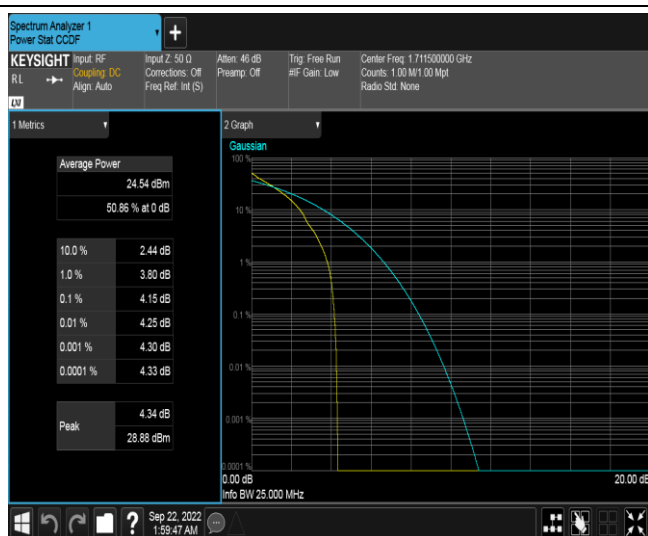 Spectrum Analyzer 1
Power Stat CCDF
+
KEYSIGHT Input: RF Input Z: 50 Ω Atten: 46 dB Trig: Free Run Center Freq: 1.711500000 GHz
RL Coupling: DC Corrections: Off Preamp: Off #IF Gain: Low Counts: 1.00 M/1.00 Mpt
Align: Auto Freq Ref: Int (S) Radio Std: None
LXI
1 Metrics
Average Power
24.54 dBm
50.86 % at 0 dB
10.0 % 2.44 dB
1.0 % 3.80 dB
0.1 % 4.15 dB
0.01 % 4.25 dB
0.001 % 4.30 dB
0.0001 % 4.33 dB
Peak 4.34 dB
28.88 dBm
2 Graph
Gaussian
100 %
10 %
1 %
0.1 %
0.01 %
0.001 %
0.0001 %
0.00 dB 20.00 dB
Info BW 25.000 MHz
? Sep 22, 2022
1:59:47 AM